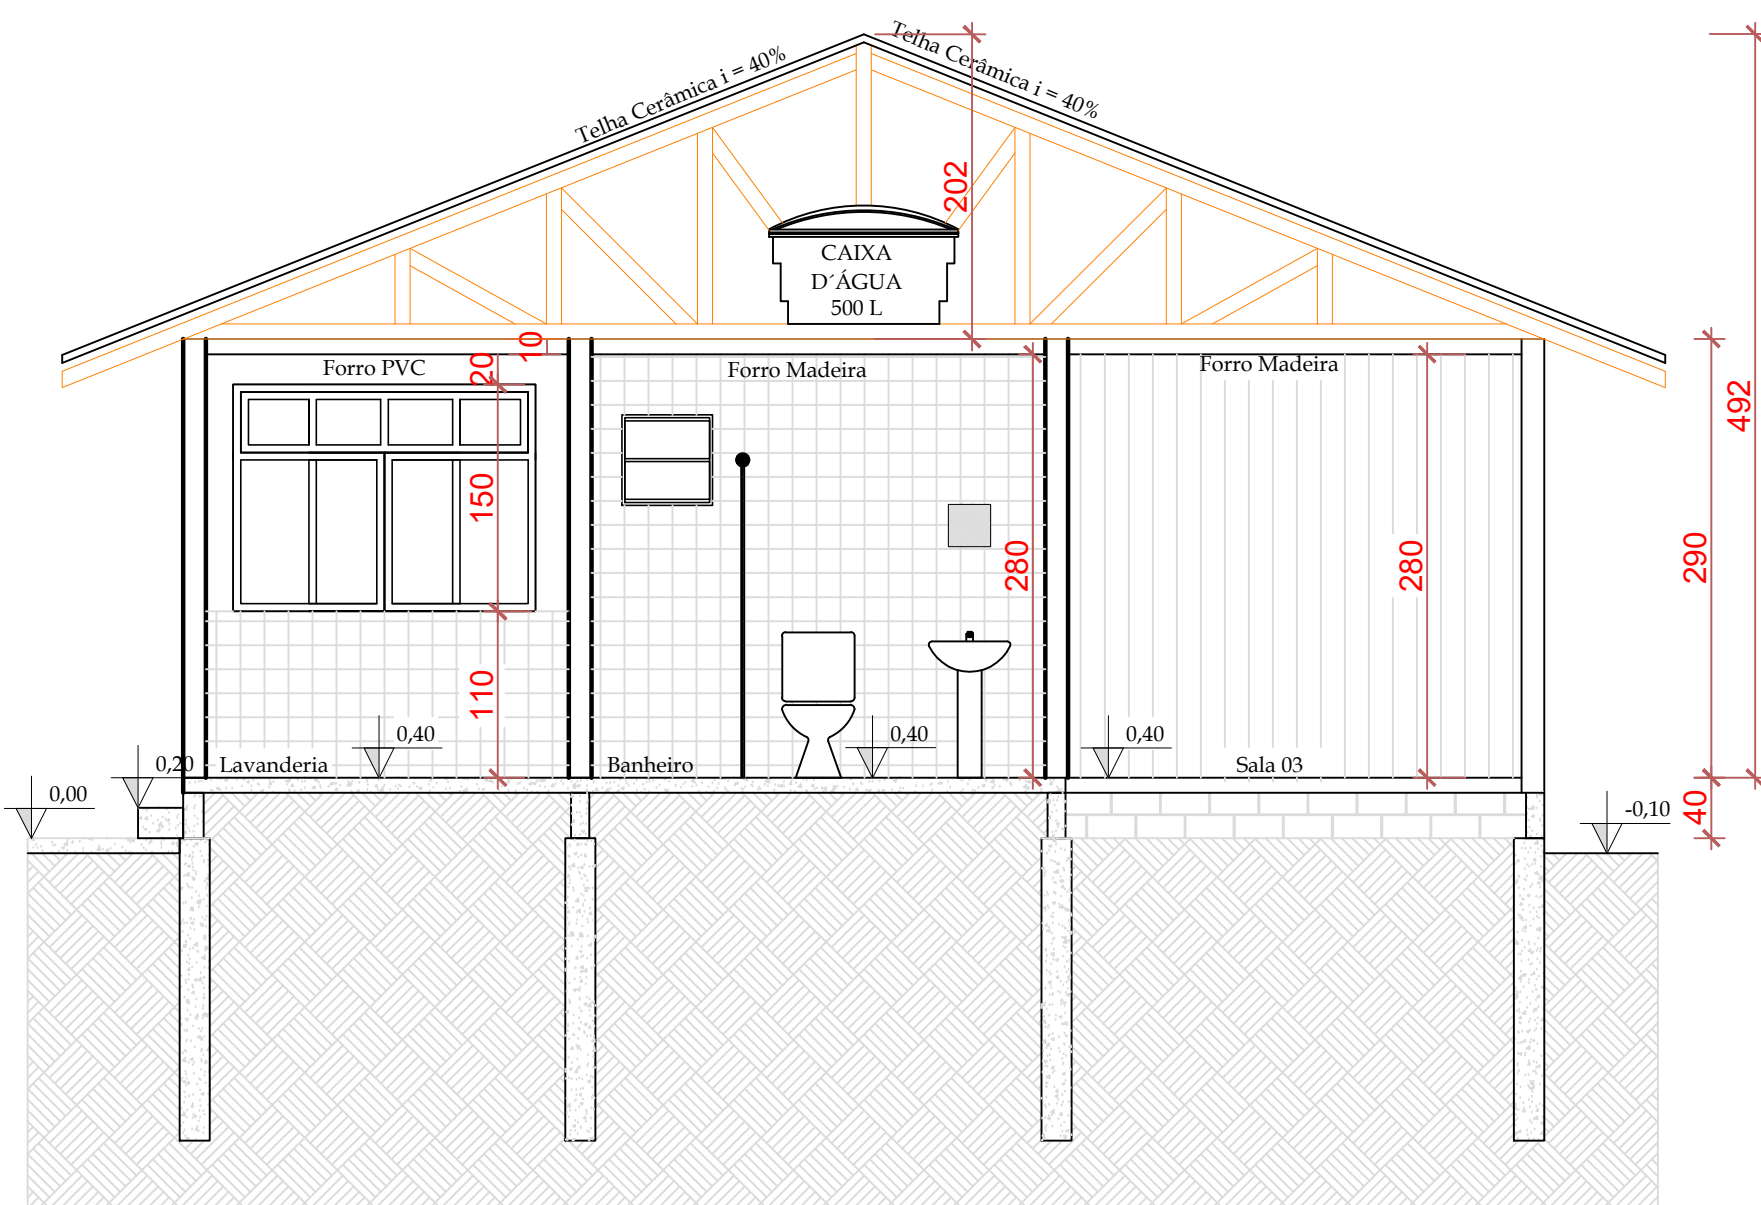 Telha Cerâmica i = 40%
Telha Cerâmica i = 40%
202
492
CAIXA
D´ÁGUA
500 L
10
20
Forro PVC
Forro Madeira
Forro Madeira
150
280
280
290
110
0,40
0,40
0,40
0,20
Lavanderia
Banheiro
Sala 03
0,00
40
-0,10